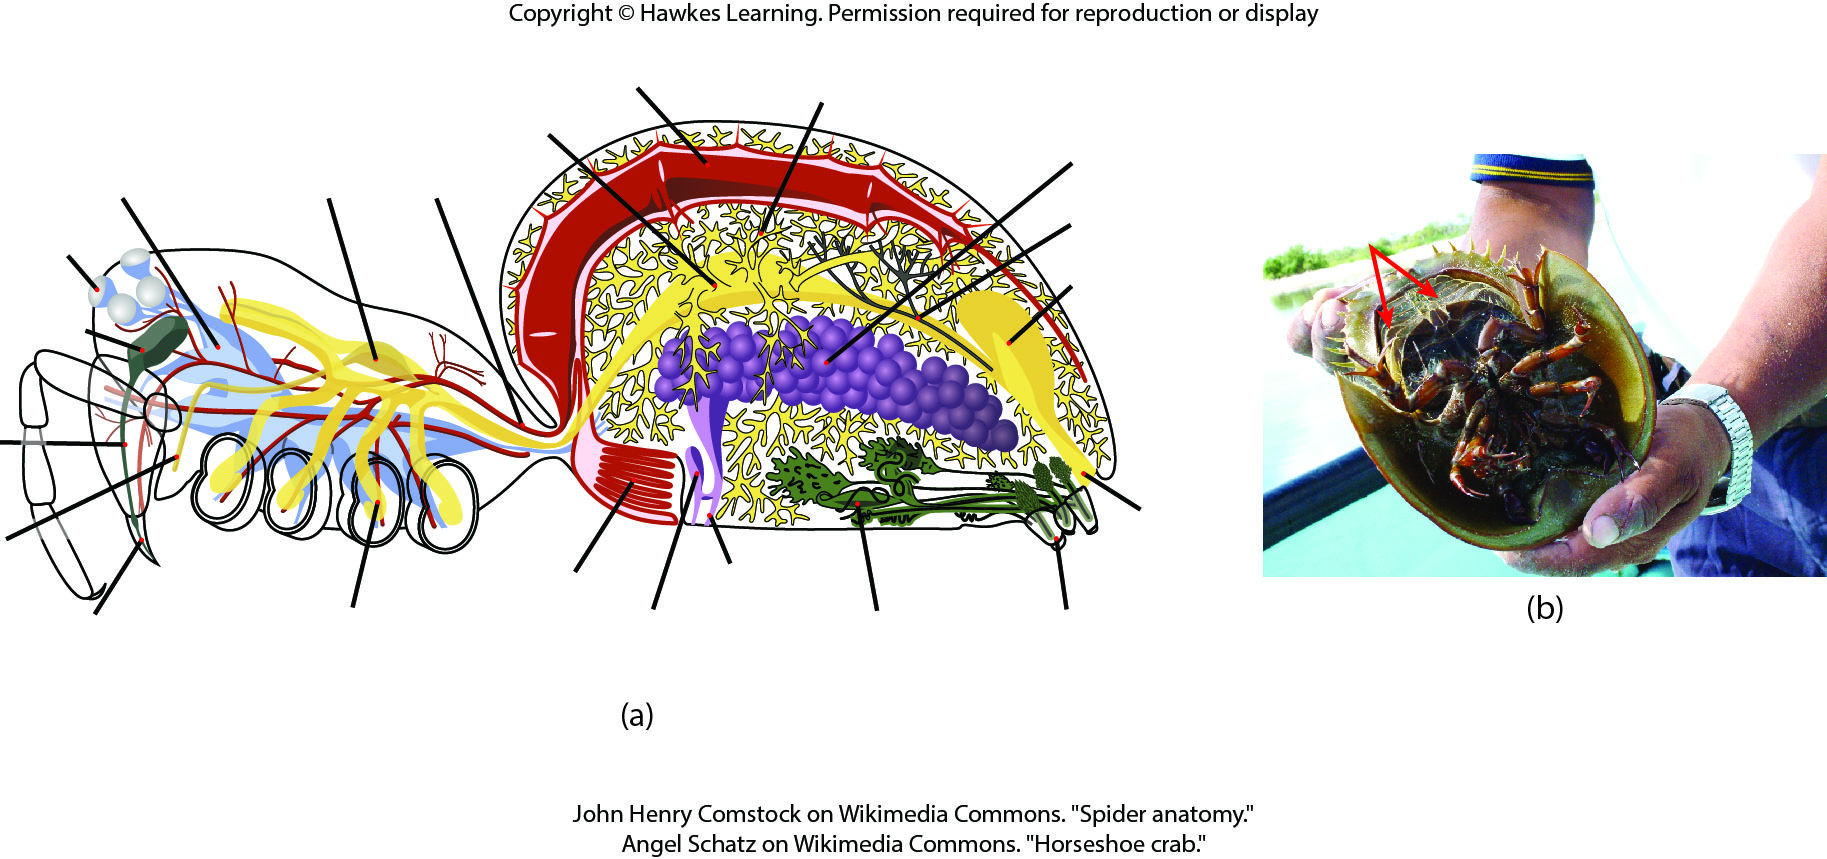 Copyright © Hawkes Learning. Permission required for reproduction or display
(b)
(a)
John Henry Comstock on Wikimedia Commons. "Spider anatomy."
Angel Schatz on Wikimedia Commons. "Horseshoe crab."